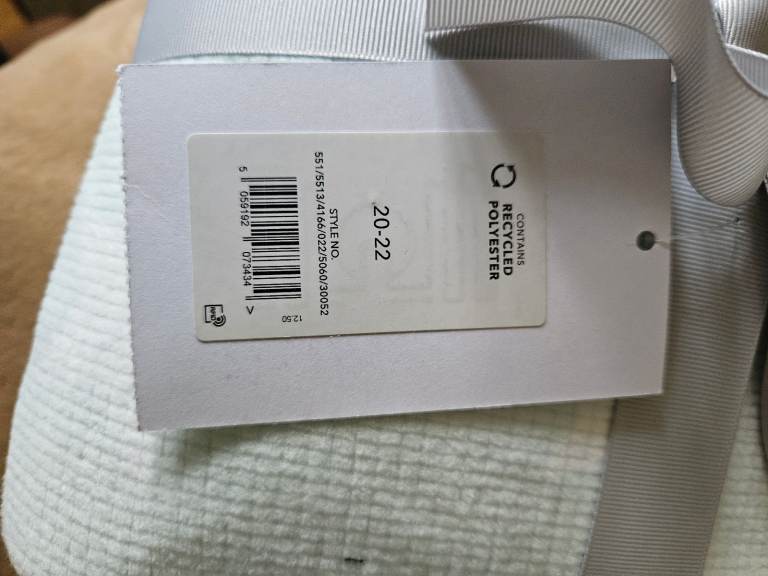 CONTAINS
RECYCLED
POLYESTER
20-22
STYLE NO.
551/5513/4166/022/5060/30052
5 059192 073434 >
12.50